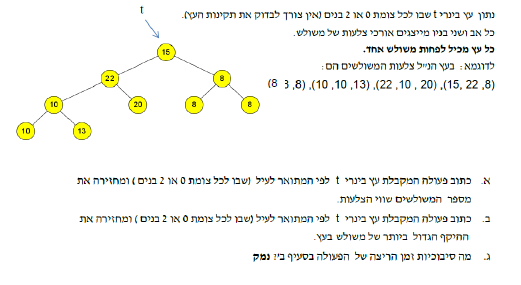 נתון עץ בינרי t שבו לכל צומת 0 או 2 בנים (אין צורך לבדוק את תקינות העץ).
כל אב ושני בניו מייצגים אורכי צלעות של משולש.
כל עץ מכיל לפחות משולש אחד.
לדוגמא: בעץ הנ"ל צלעות המשולשים הם:
(15, 22, 8), (22, 10, 20), (10, 10, 13), (8, 8
t
15
22
8
10
20
8
8
10
13
א. כתוב פעולה המקבלת עץ בינרי t לפי המתואר לעיל (שבו לכל צומת 0 או 2 בנים) ומחזירה את
מספר המשולשים שווי הצלעות.
ב. כתוב פעולה המקבלת עץ בינרי t לפי המתואר לעיל (שבו לכל צומת 0 או 2 בנים) ומחזירה את
ההיקף הגדול ביותר של משולש בעץ.
ג. מה סיבוכיות זמן הריצה של הפעולה בסעיף ב'? נמק